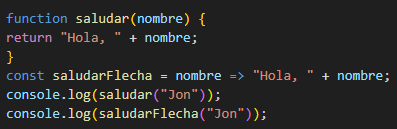 function saludar(nombre) {
return "Hola, " + nombre;
}
const saludarFlecha = nombre => "Hola, " + nombre;
console.log(saludar("Jon"));
console.log(saludarFlecha("Jon"));